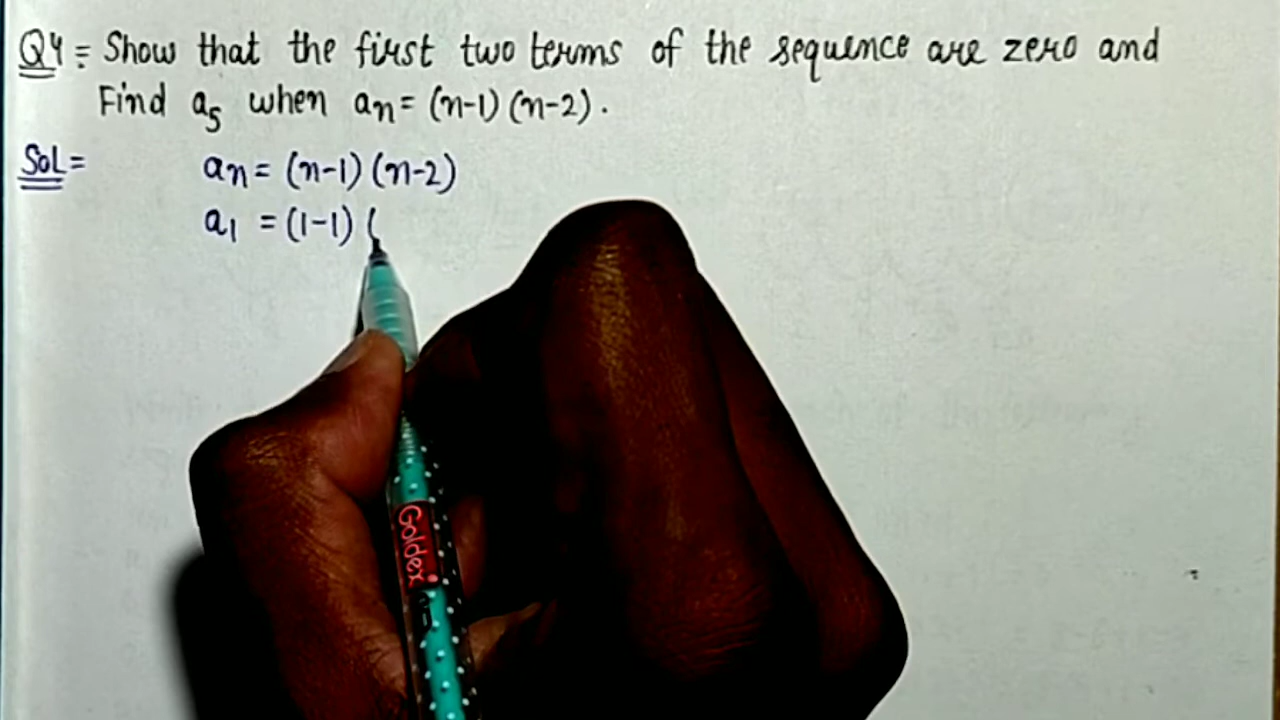 Q4= Show that the first two terms of the sequence are zero and
Find a₅ when an= (n-1) (n-2).
SoL= an= (n-1) (n-2)
a₁ = (1-1) (
Goldex